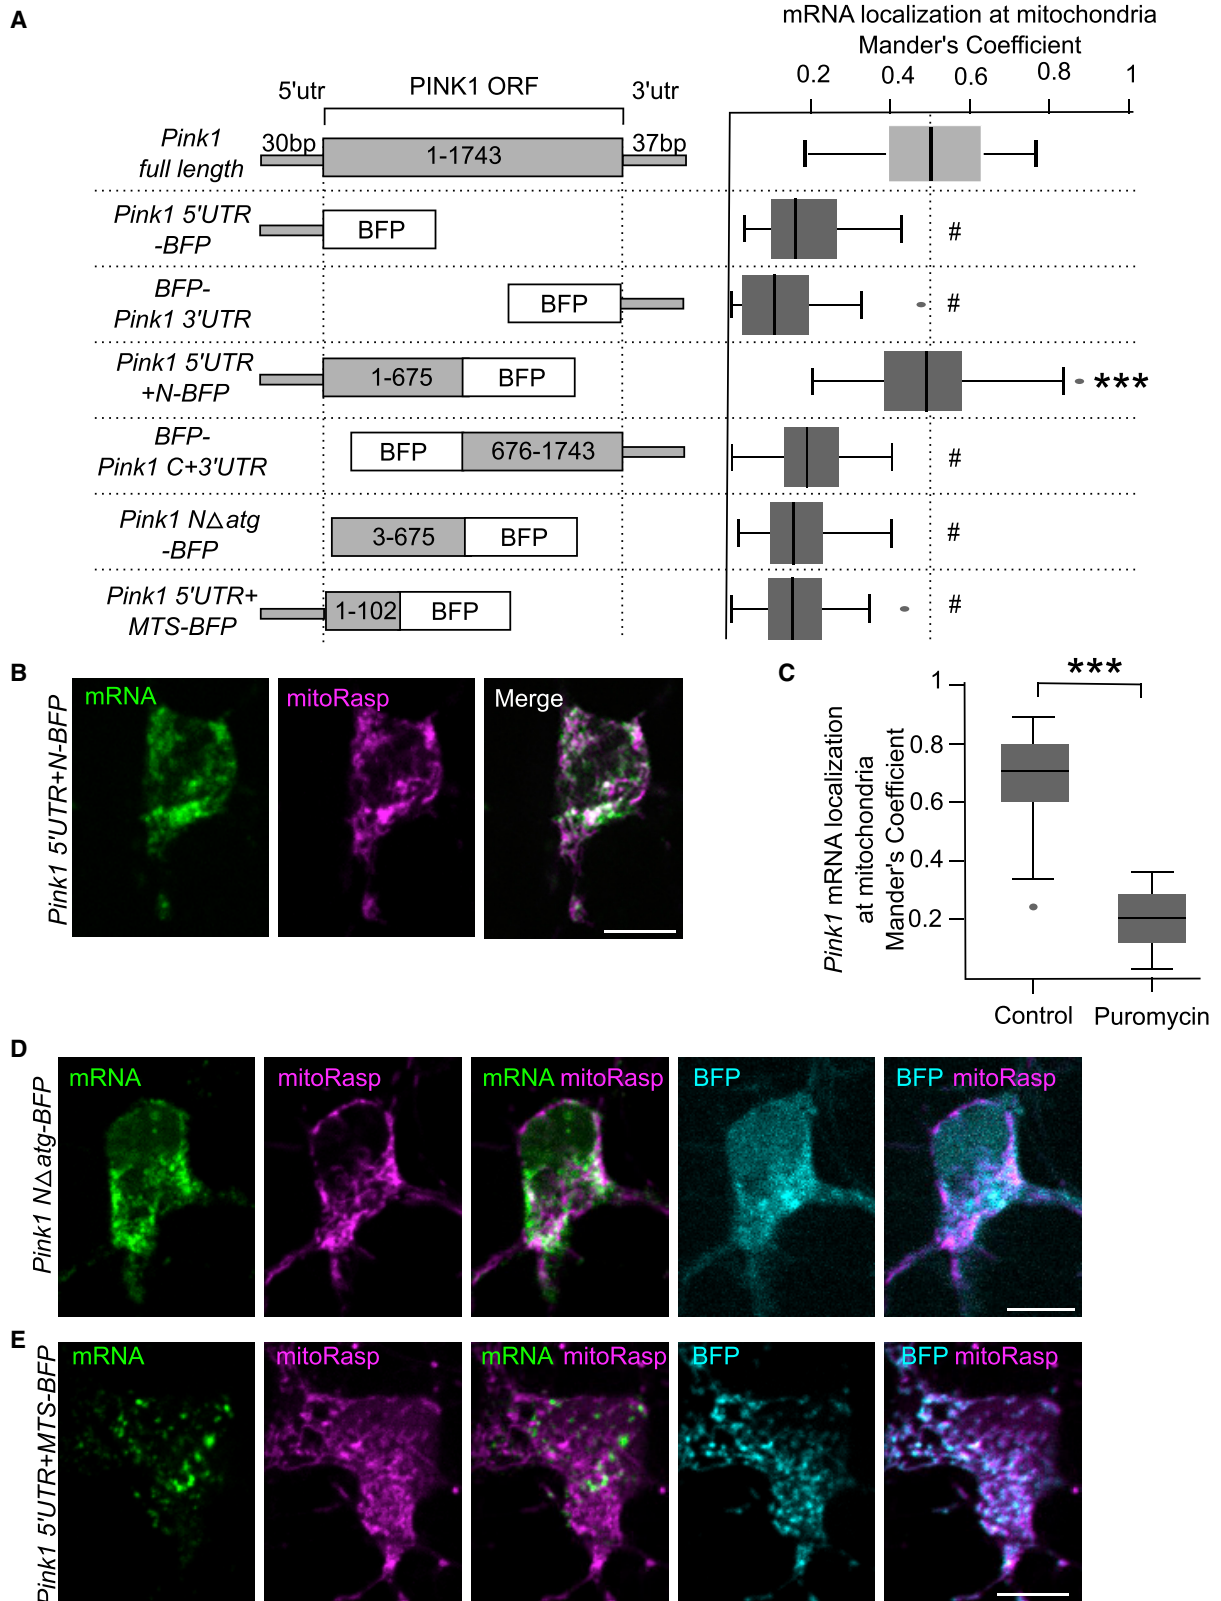 A
mRNA localization at mitochondria
Mander's Coefficient
0.2 0.4 0.6 0.8 1
5'utr PINK1 ORF 3'utr
Pink1
full length
30bp 1-1743 37bp
Pink1 5'UTR
-BFP
BFP
#
BFP-
Pink1 3'UTR
BFP
#
Pink1 5'UTR
+N-BFP
1-675 BFP
***
BFP-
Pink1 C+3'UTR
BFP 676-1743
#
Pink1 N△atg
-BFP
3-675 BFP
#
Pink1 5'UTR+
MTS-BFP
1-102 BFP
#
B
Pink1 5'UTR+N-BFP
mRNA mitoRasp Merge
C
Pink1 mRNA localization
at mitochondria
Mander's Coefficient
1
0.8
0.6
0.4
0.2
***
Control Puromycin
D
Pink1 N△atg-BFP
mRNA mitoRasp mRNA mitoRasp BFP BFP mitoRasp
E
Pink1 5'UTR+MTS-BFP
mRNA mitoRasp mRNA mitoRasp BFP BFP mitoRasp